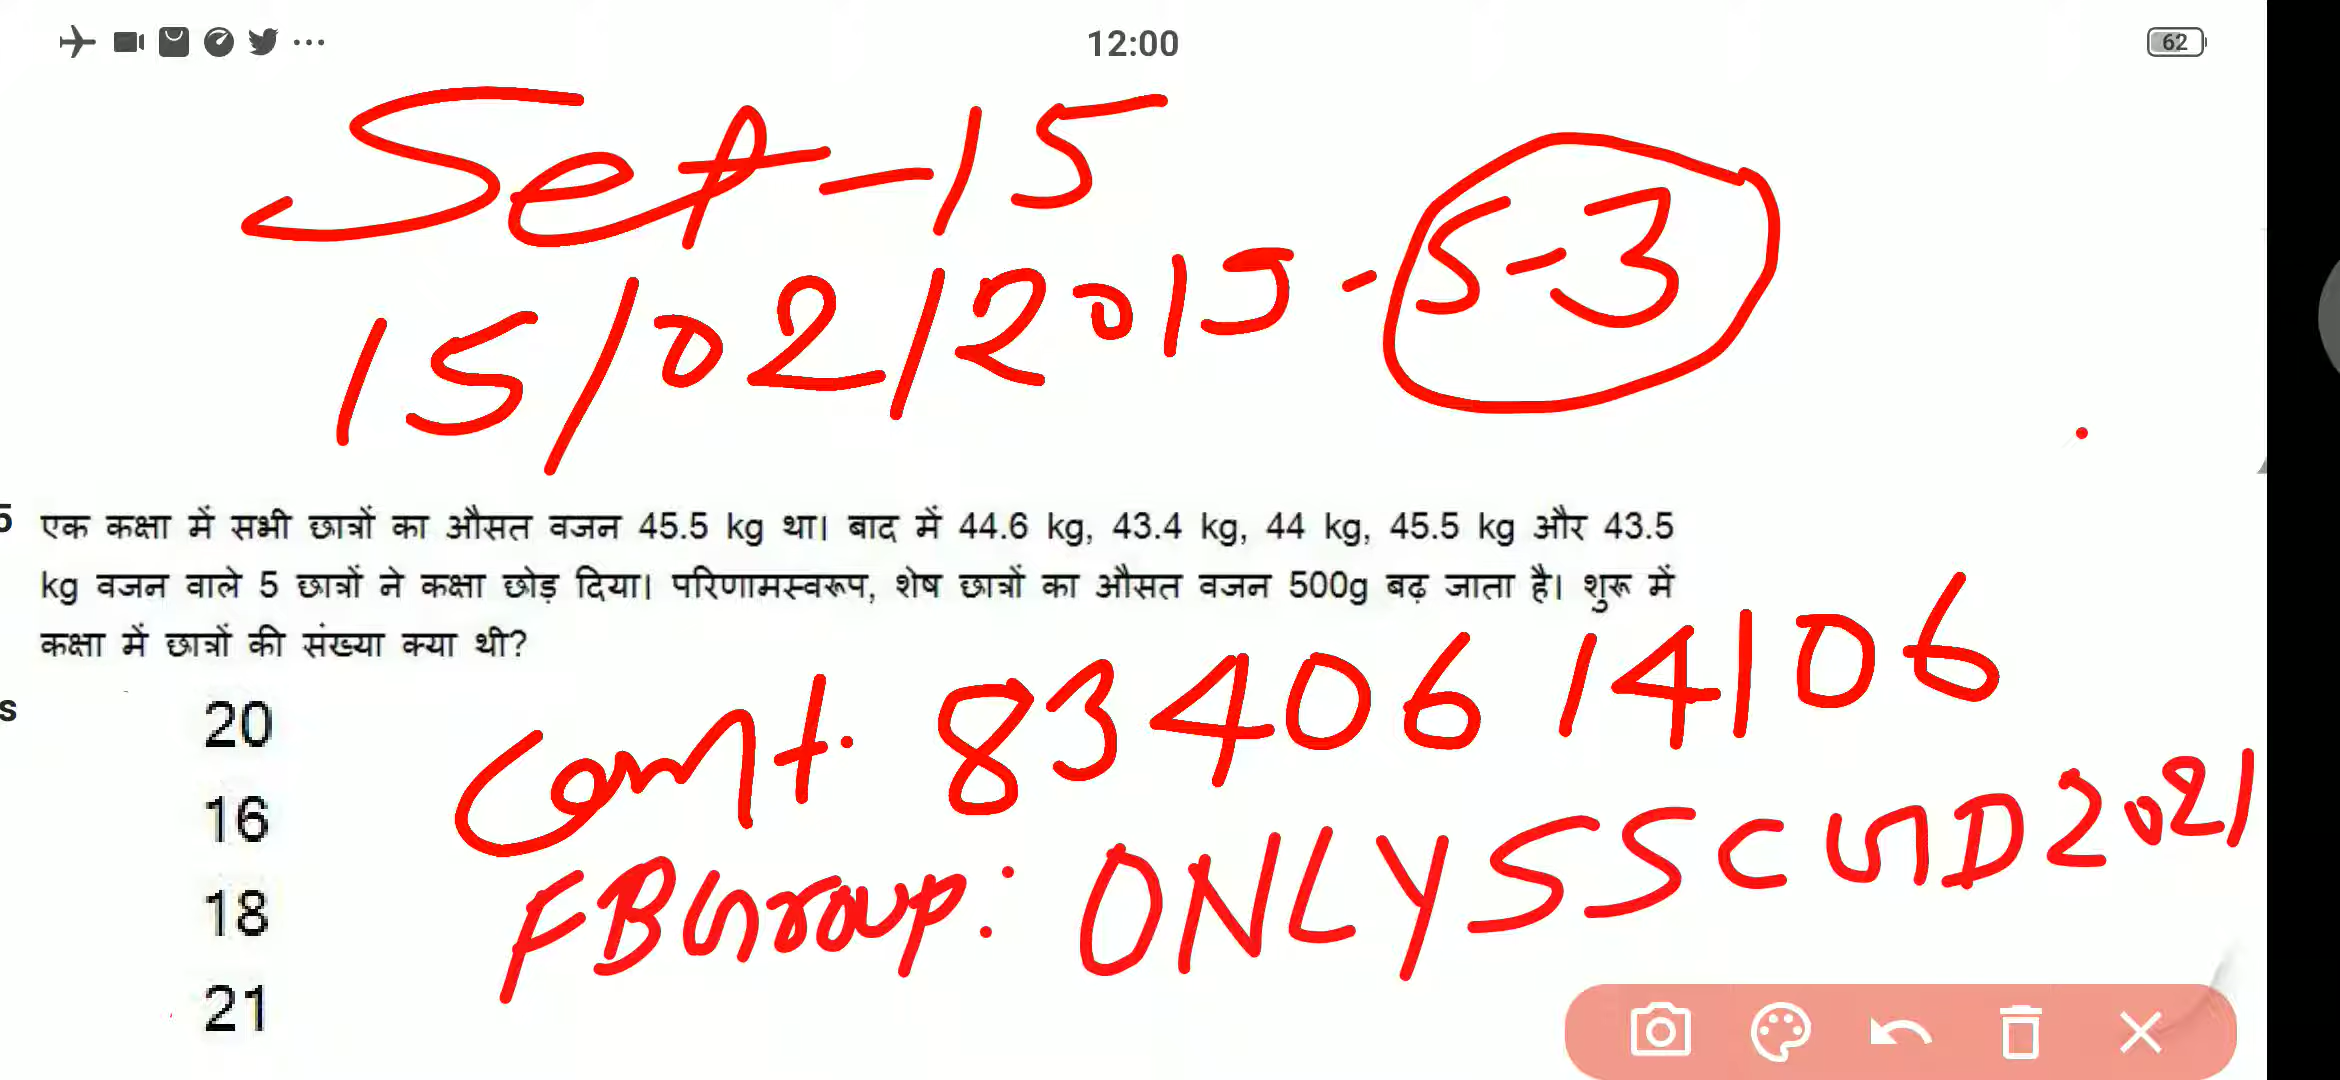 12:00
62
Set-15
15/02/2019-S-3
5 एक कक्षा में सभी छात्रों का औसत वजन 45.5 kg था। बाद में 44.6 kg, 43.4 kg, 44 kg, 45.5 kg और 43.5
kg वजन वाले 5 छात्रों ने कक्षा छोड़ दिया। परिणामस्वरूप, शेष छात्रों का औसत वजन 500g बढ़ जाता है। शुरू में
कक्षा में छात्रों की संख्या क्या थी?
s
20
16
18
21
8340614106
FBGroup: ONLYSSCGD2021